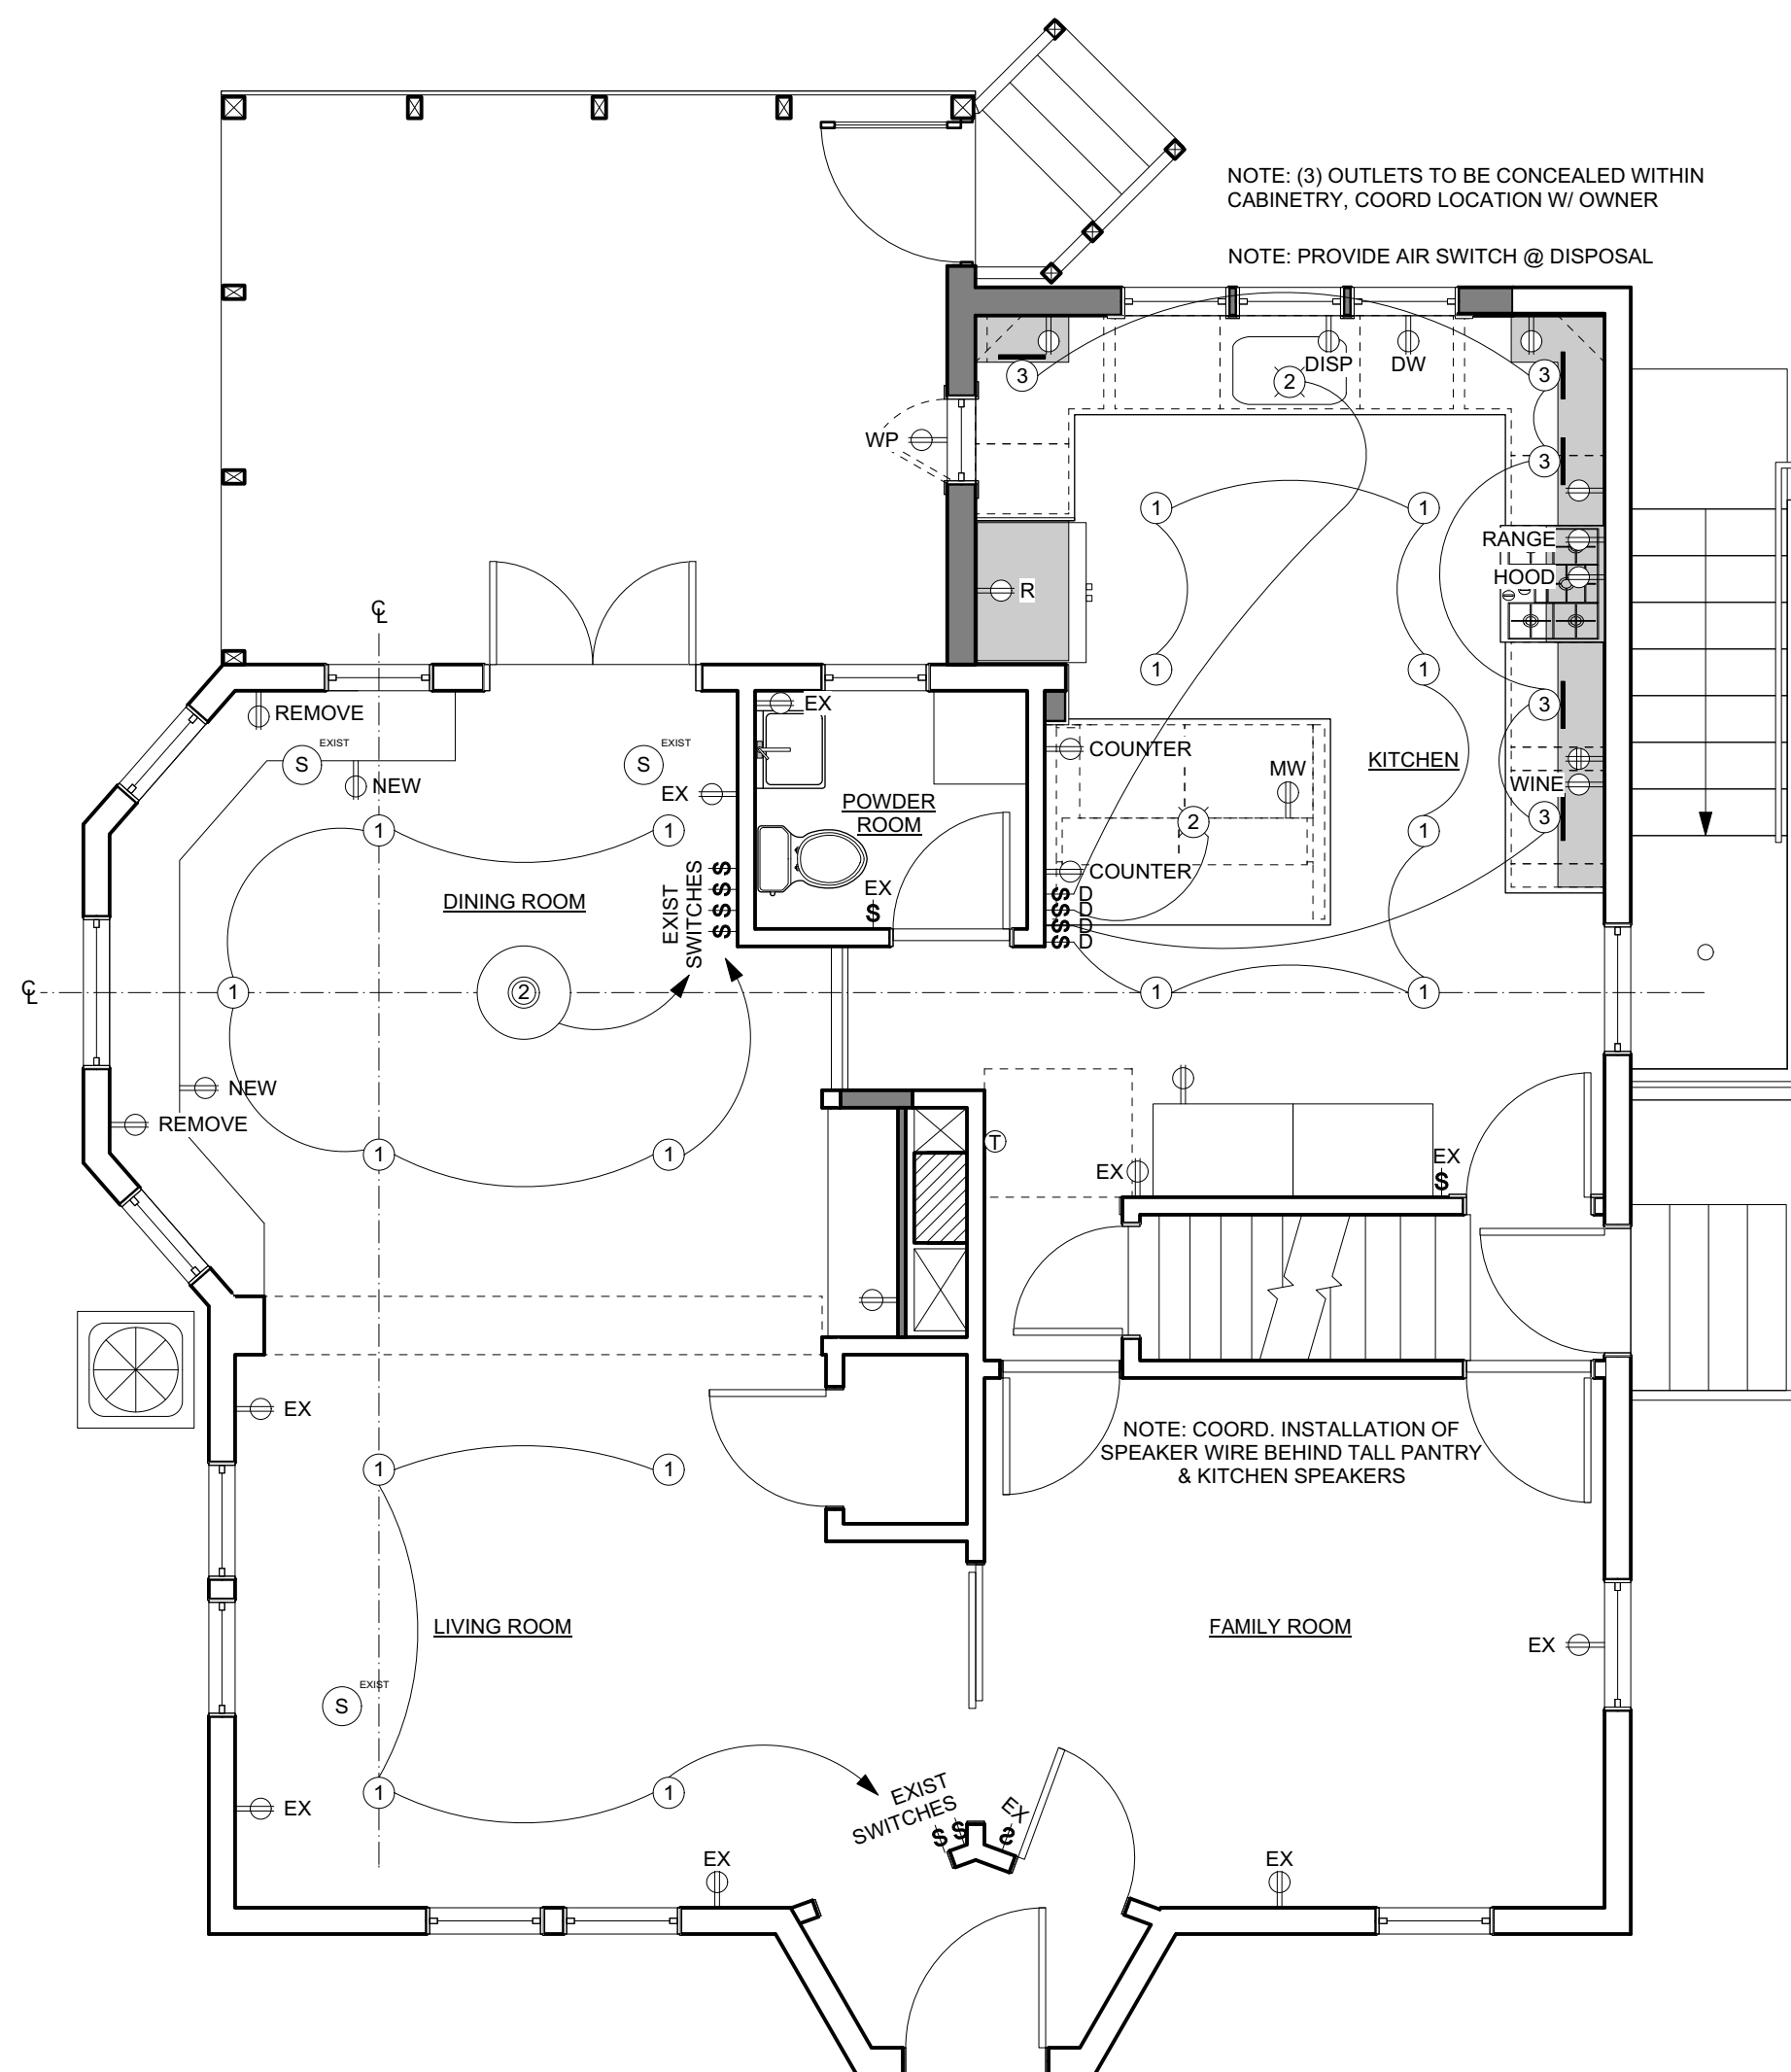 NOTE: (3) OUTLETS TO BE CONCEALED WITHIN
CABINETRY, COORD LOCATION W/ OWNER
NOTE: PROVIDE AIR SWITCH @ DISPOSAL
DISP
DW
3
2
3
WP
3
1
1
RANGE
HOOD
R
℄
1
1
EX
3
REMOVE
EXIST
S
EXIST
S
COUNTER
KITCHEN
MW
NEW
EX
WINE
POWDER
ROOM
2
3
1
1
1
COUNTER
EX
$
DINING ROOM
EXIST
SWITCHES
$
$
$
$
$ D
$ D
$ D
$ D
℄
1
2
1
1
NEW
REMOVE
1
1
T
EX
EX
$
EX
NOTE: COORD. INSTALLATION OF
SPEAKER WIRE BEHIND TALL PANTRY
& KITCHEN SPEAKERS
1
1
LIVING ROOM
FAMILY ROOM
EX
EXIST
S
1
1
EXIST
SWITCHES
$ $
EX
$
EX
EX
EX